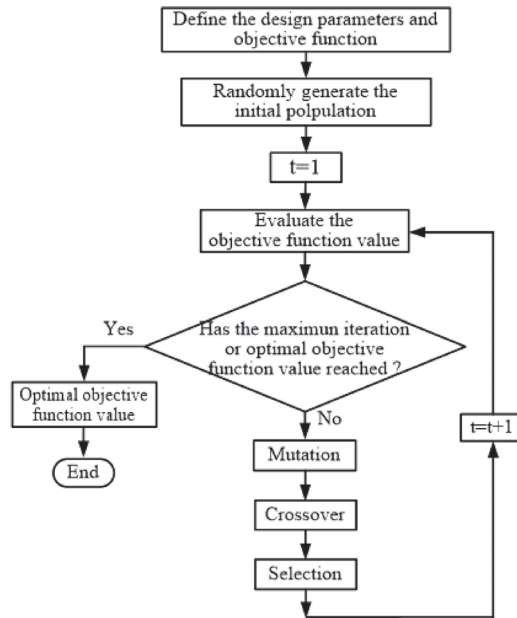 Define the design parameters and
objective function
Randomly generate the
initial polpulation
t=1
Evaluate the
objective function value
Has the maximun iteration
or optimal objective
function value reached ?
Yes
Optimal objective
function value
End
No
Mutation
Crossover
Selection
t=t+1